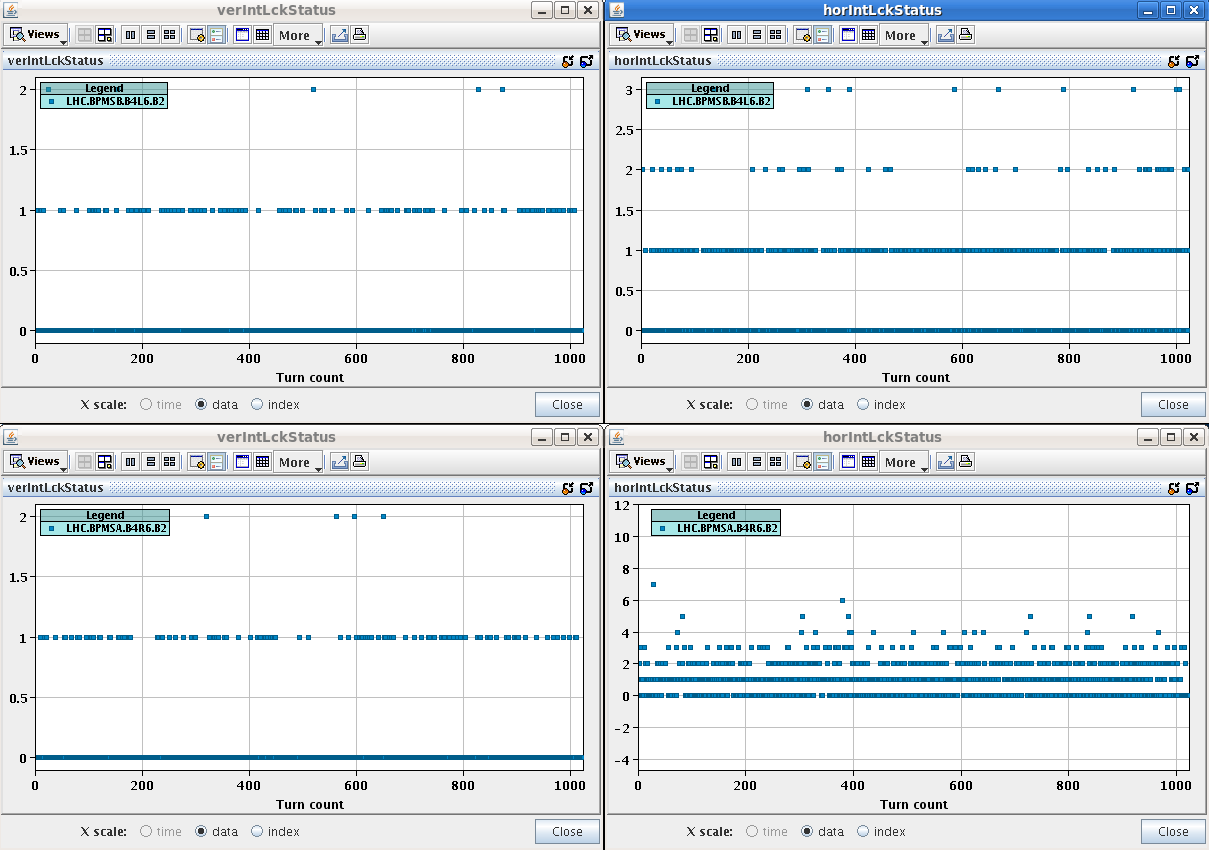 verIntLckStatus
Views More
verIntLckStatus
Legend
LHC.BPMSB.B4L6.B2
2
1.5
1
0.5
0
0 200 400 600 800 1000
Turn count
X scale: time data index Close
horIntLckStatus
Views More
horIntLckStatus
Legend
LHC.BPMSB.B4L6.B2
3
2.5
2
1.5
1
0.5
0
0 200 400 600 800 1000
Turn count
X scale: time data index Close
verIntLckStatus
Views More
verIntLckStatus
Legend
LHC.BPMSA.B4R6.B2
2
1.5
1
0.5
0
0 200 400 600 800 1000
Turn count
X scale: time data index Close
horIntLckStatus
Views More
horIntLckStatus
Legend
LHC.BPMSA.B4R6.B2
12
10
8
6
4
2
0
-2
-4
0 200 400 600 800 1000
Turn count
X scale: time data index Close